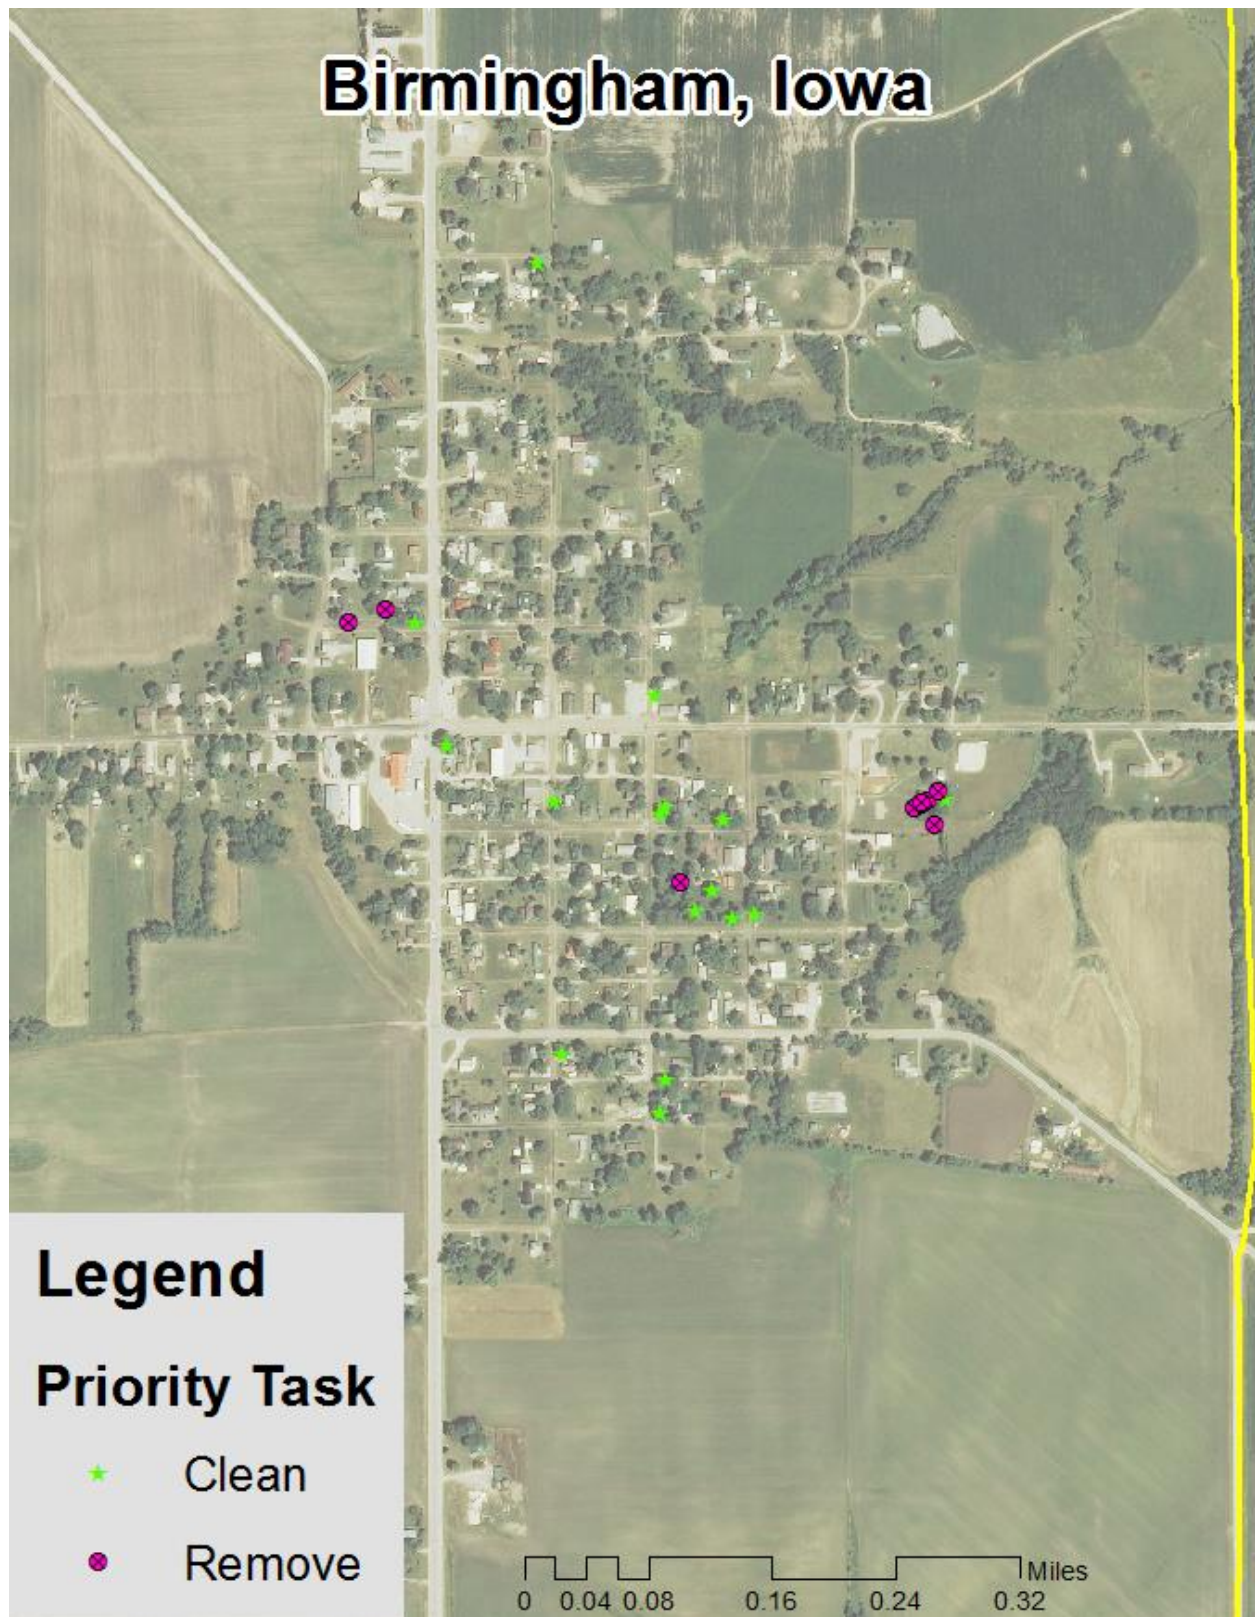 Birmingham, Iowa
Legend
Priority Task
Clean
Remove
Miles
0 0.04 0.08 0.16 0.24 0.32